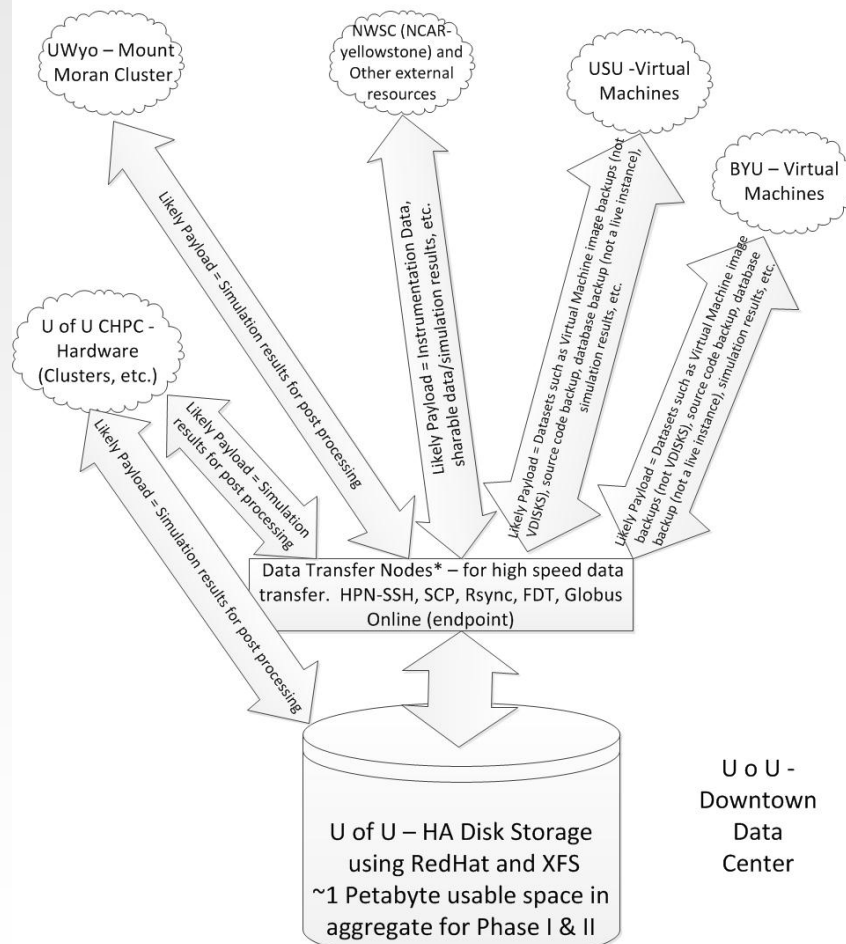 UWyo – Mount
Moran Cluster
NWSC (NCAR-
yellowstone) and
Other external
resources
USU -Virtual
Machines
BYU – Virtual
Machines
U of U CHPC -
Hardware
(Clusters, etc.)
Likely Payload = Simulation results for post processing
Likely Payload = Instrumentation Data,
sharable data/simulation results, etc.
Likely Payload = Datasets such as Virtual Machine image backups (not
VDISKS), source code backup, database backup (not a live instance),
simulation results, etc.
Likely Payload = Datasets such as Virtual Machine image
backups (not VDISKS), source code backup, database
backup (not a live instance), simulation results, etc.
Likely Payload = Simulation
results for post processing
Likely Payload = Simulation results for post processing
Data Transfer Nodes* – for high speed data
transfer. HPN-SSH, SCP, Rsync, FDT, Globus
Online (endpoint)
U of U – HA Disk Storage
using RedHat and XFS
~1 Petabyte usable space in
aggregate for Phase I & II
U o U -
Downtown
Data
Center